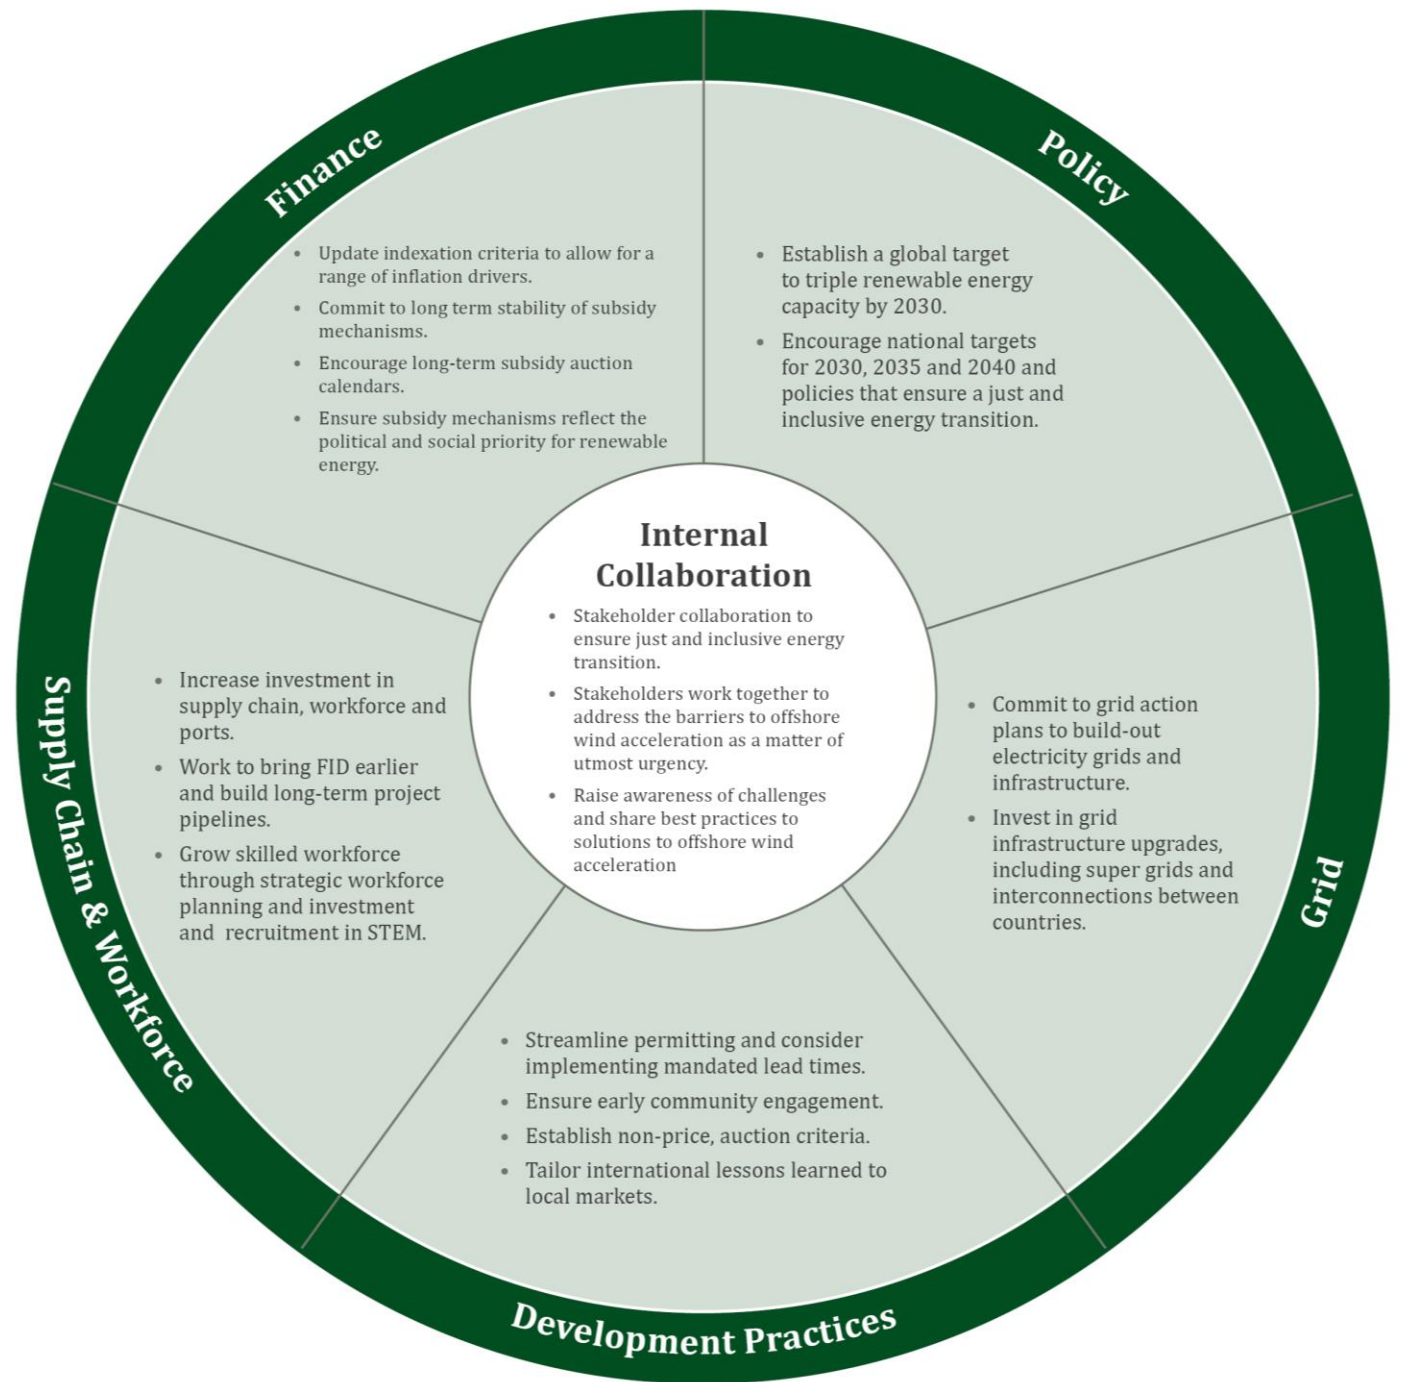 Finance
• Update indexation criteria to allow for a
range of inflation drivers.
• Commit to long term stability of subsidy
mechanisms.
• Encourage long-term subsidy auction
calendars.
• Ensure subsidy mechanisms reflect the
political and social priority for renewable
energy.
Policy
• Establish a global target
to triple renewable energy
capacity by 2030.
• Encourage national targets
for 2030, 2035 and 2040 and
policies that ensure a just and
inclusive energy transition.
Internal
Collaboration
• Stakeholder collaboration to
ensure just and inclusive energy
transition.
• Stakeholders work together to
address the barriers to offshore
wind acceleration as a matter of
utmost urgency.
• Raise awareness of challenges
and share best practices to
solutions to offshore wind
acceleration
Supply Chain & Workforce
• Increase investment in
supply chain, workforce and
ports.
• Work to bring FID earlier
and build long-term project
pipelines.
• Grow skilled workforce
through strategic workforce
planning and investment
and recruitment in STEM.
Grid
• Commit to grid action
plans to build-out
electricity grids and
infrastructure.
• Invest in grid
infrastructure upgrades,
including super grids and
interconnections between
countries.
• Streamline permitting and consider
implementing mandated lead times.
• Ensure early community engagement.
• Establish non-price, auction criteria.
• Tailor international lessons learned to
local markets.
Development Practices